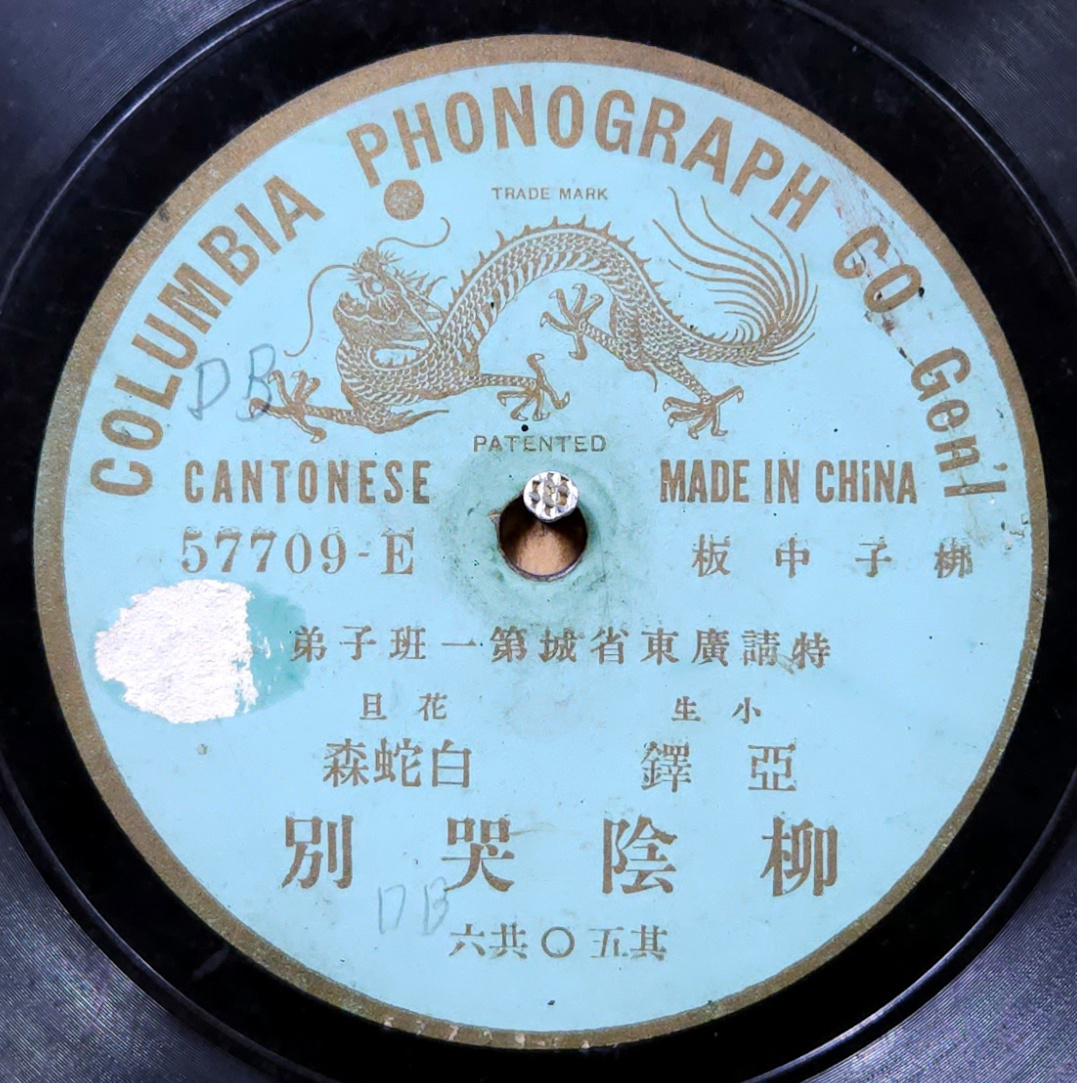 COLUMBIA PHONOGRAPH CO Gen'l
TRADE MARK
DB
PATENTED
CANTONESE
MADE IN CHINA
57709-E
梆子中板
特請廣東省城第一班子弟
小生
花旦
亞鐸
白蛇森
柳陰哭別
DB
其五〇共六